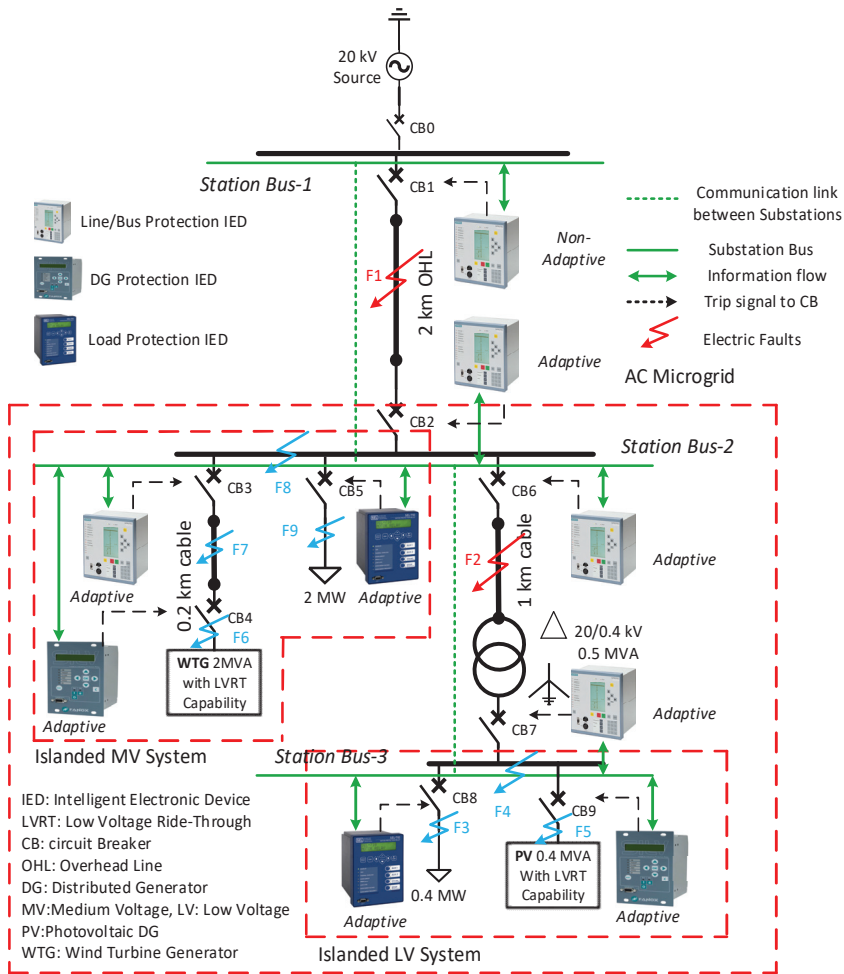 20 kV
Source
CB0
Station Bus-1
CB1
Line/Bus Protection IED
DG Protection IED
Load Protection IED
F1
2 km OHL
Non-
Adaptive
Adaptive
Communication link
between Substations
Substation Bus
Information flow
Trip signal to CB
Electric Faults
AC Microgrid
CB2
Station Bus-2
F8
CB3
CB5
CB6
F7
F9
F2
0.2 km cable
1 km cable
Adaptive
2 MW
Adaptive
Adaptive
CB4
F6
WTG 2MVA
with LVRT
Capability
20/0.4 kV
0.5 MVA
Adaptive
Adaptive
Islanded MV System
CB7
Station Bus-3
F4
CB8
CB9
F3
F5
PV 0.4 MVA
With LVRT
Capability
0.4 MW
Adaptive
Adaptive
Islanded LV System
IED: Intelligent Electronic Device
LVRT: Low Voltage Ride-Through
CB: circuit Breaker
OHL: Overhead Line
DG: Distributed Generator
MV:Medium Voltage, LV: Low Voltage
PV:Photovoltaic DG
WTG: Wind Turbine Generator